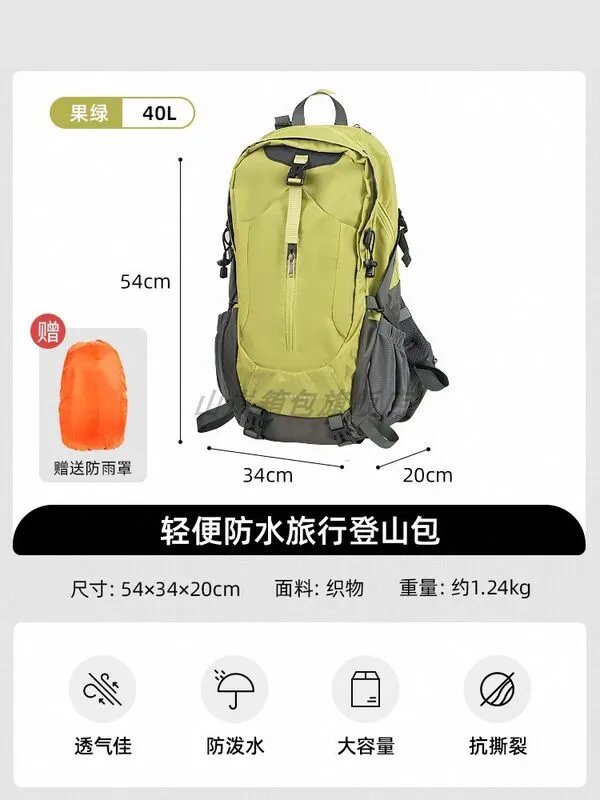 果绿 40L
54cm
赠
赠送防雨罩
34cm
20cm
轻便防水旅行登山包
尺寸: 54×34×20cm 面料: 织物 重量: 约1.24kg
透气佳 防泼水 大容量 抗撕裂